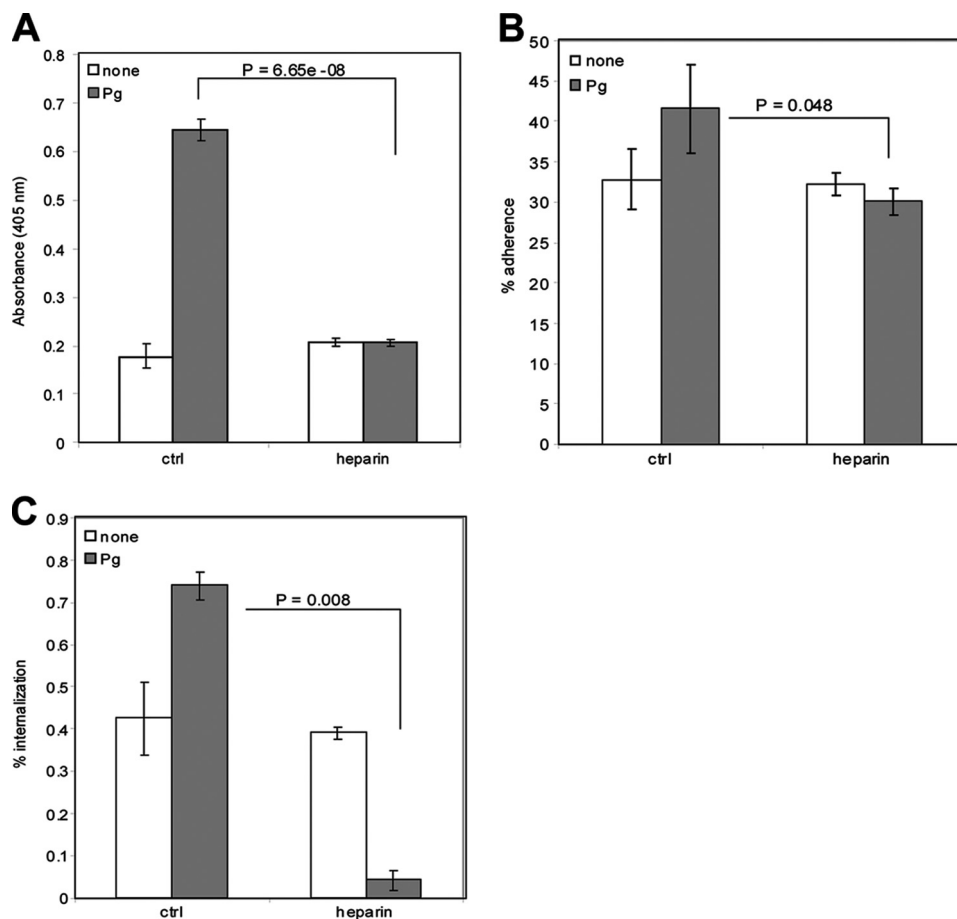 A
0.8
0.7
0.6
0.5
0.4
0.3
0.2
0.1
0
Absorbance (405 nm)
none
Pg
P = 6.65e -08
ctrl
heparin
B
50
45
40
35
30
25
20
15
10
5
0
% adherence
none
Pg
P = 0.048
ctrl
heparin
C
0.9
0.8
0.7
0.6
0.5
0.4
0.3
0.2
0.1
0
% internalization
none
Pg
P = 0.008
ctrl
heparin